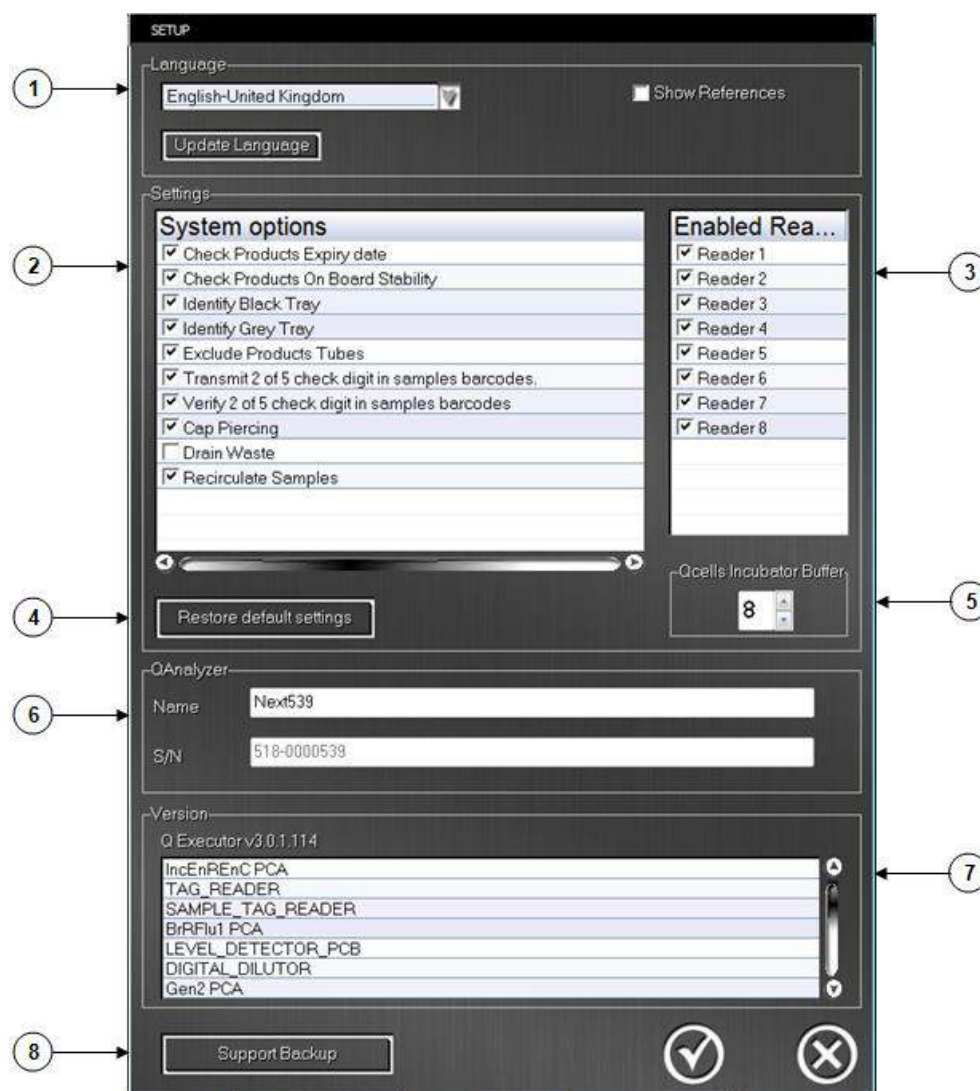 SETUP
Language
1
English-United Kingdom
Show References
Update Language
Settings
System options
Enabled Rea...
2
3
Check Products Expiry date
Check Products On Board Stability
Identify Black Tray
Identify Grey Tray
Exclude Products Tubes
Transmit 2 of 5 check digit in samples barcodes.
Verify 2 of 5 check digit in samples barcodes
Cap Piercing
Drain Waste
Recirculate Samples
Reader 1
Reader 2
Reader 3
Reader 4
Reader 5
Reader 6
Reader 7
Reader 8
Qcells Incubator Buffer
4
Restore default settings
8
5
QAnalyzer
6
Name
Next539
S/N
518-0000539
Version
Q Executor v3.0.1.114
7
IncEnREnC PCA
TAG_READER
SAMPLE_TAG_READER
BrRFlu1 PCA
LEVEL_DETECTOR_PCB
DIGITAL_DILUTOR
Gen2 PCA
8
Support Backup